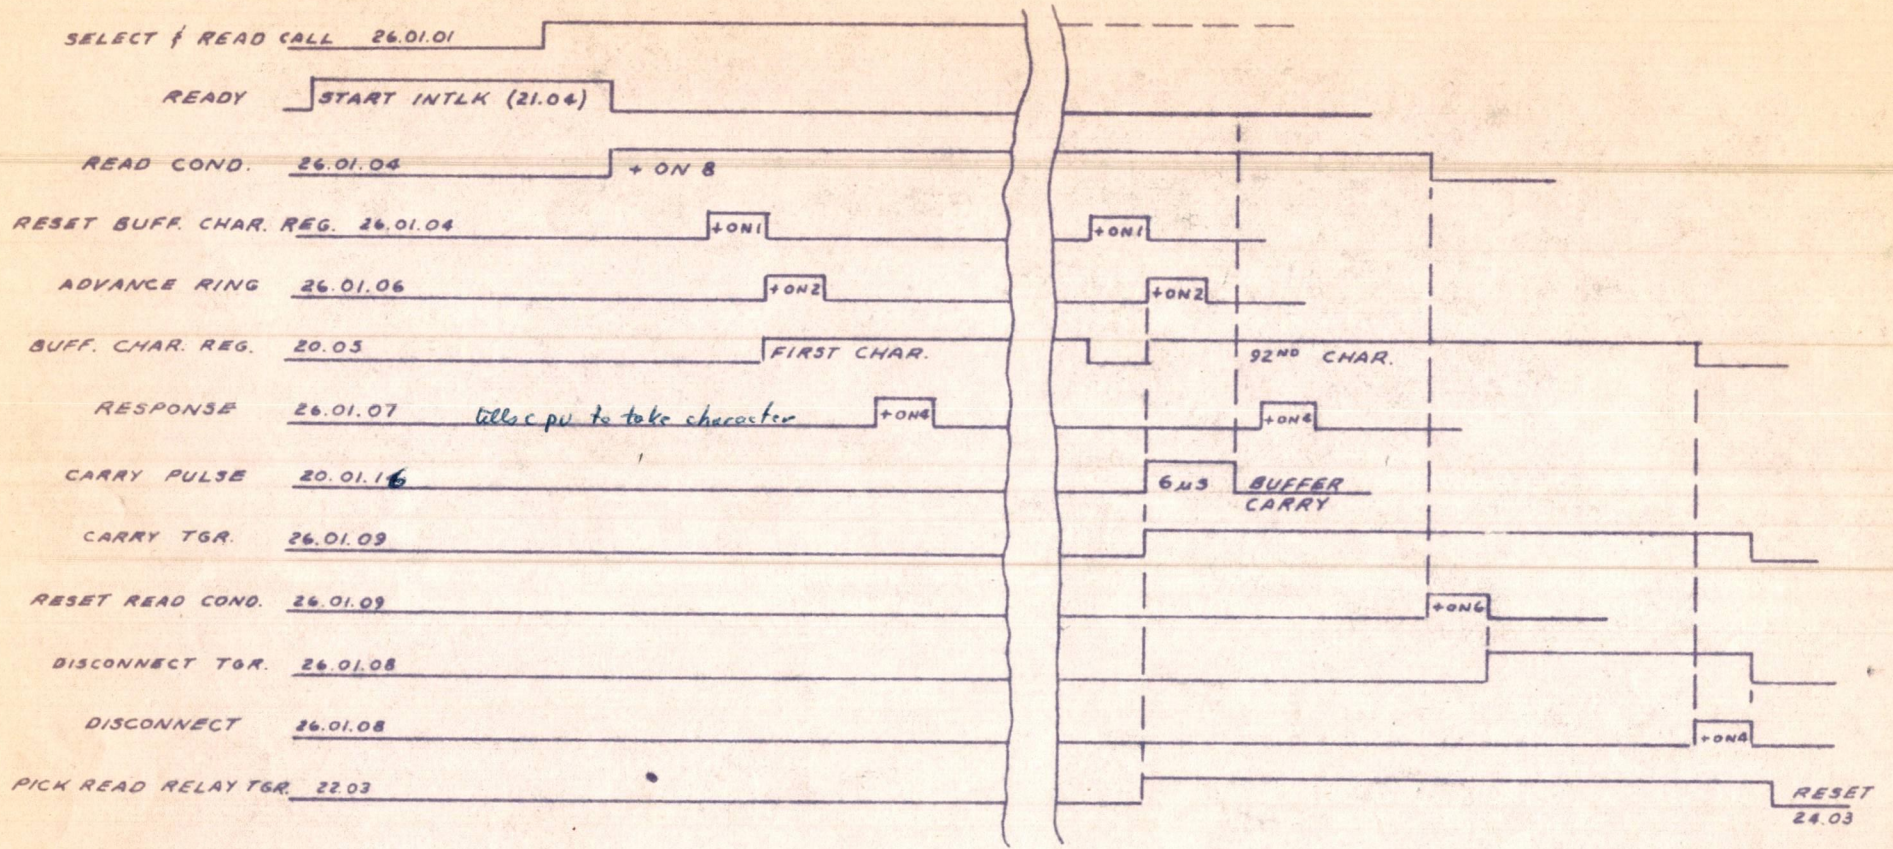 SELECT & READ CALL 26.01.01
READY START INTLK (21.04)
READ COND. 26.01.04 + ON 8
RESET BUFF. CHAR. REG. 26.01.04 +ON1 +ON1
ADVANCE RING 26.01.06 +ON2 +ON2
BUFF. CHAR. REG. 20.05 FIRST CHAR. 92ND CHAR.
RESPONSE 26.01.07 tells cpu to take character +ON4 +ON4
CARRY PULSE 20.01.16 6µs BUFFER
CARRY
CARRY TGR. 26.01.09
RESET READ COND. 26.01.09 +ON6
DISCONNECT TGR. 26.01.08
DISCONNECT 26.01.08 +ON4
PICK READ RELAY TGR. 22.03 RESET
24.03